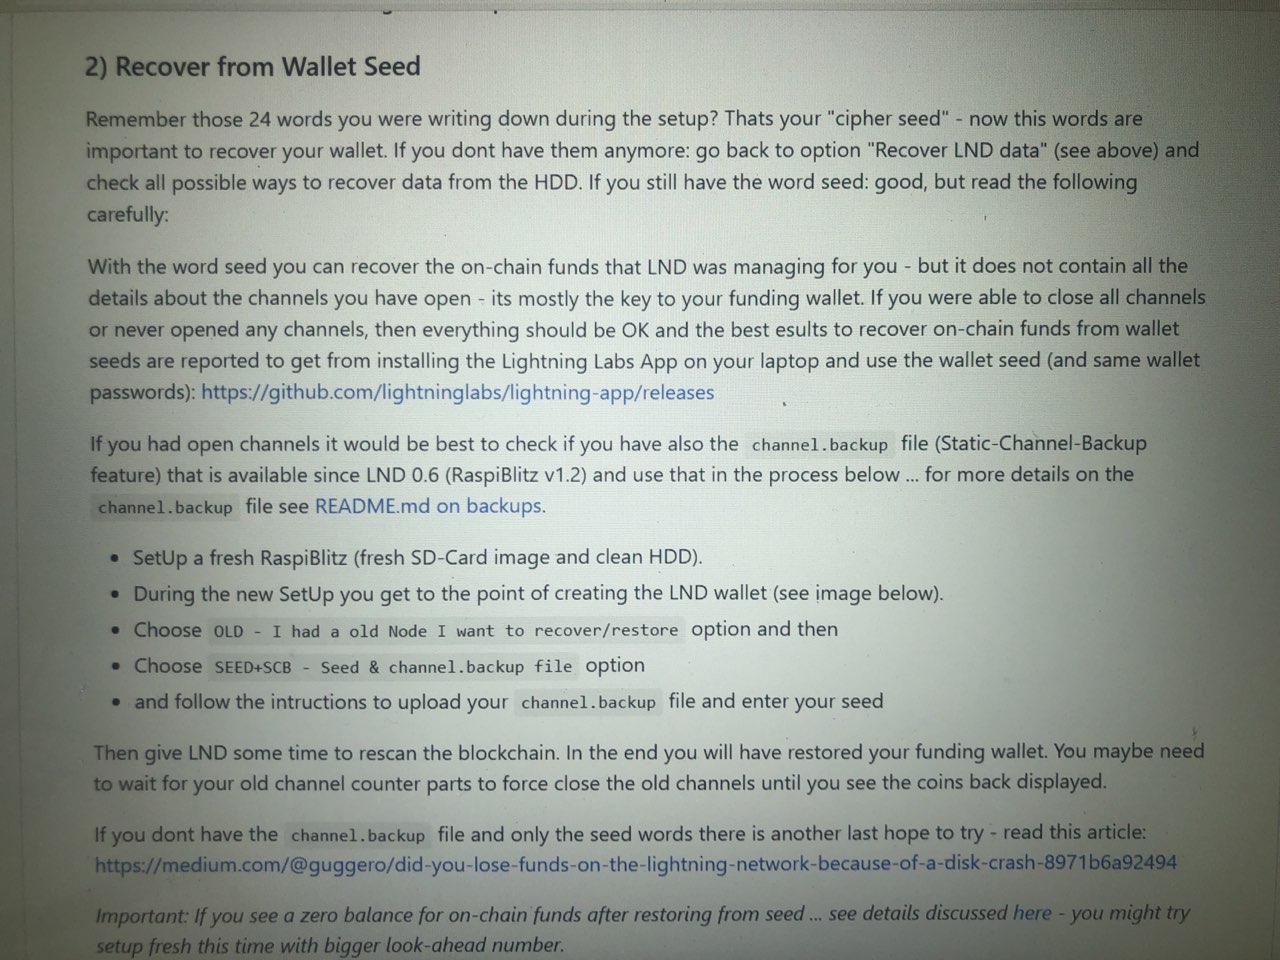 2) Recover from Wallet Seed
Remember those 24 words you were writing down during the setup? Thats your "cipher seed" - now this words are
important to recover your wallet. If you dont have them anymore: go back to option "Recover LND data" (see above) and
check all possible ways to recover data from the HDD. If you still have the word seed: good, but read the following
carefully:
With the word seed you can recover the on-chain funds that LND was managing for you - but it does not contain all the
details about the channels you have open - its mostly the key to your funding wallet. If you were able to close all channels
or never opened any channels, then everything should be OK and the best esults to recover on-chain funds from wallet
seeds are reported to get from installing the Lightning Labs App on your laptop and use the wallet seed (and same wallet
passwords): https://github.com/lightninglabs/lightning-app/releases
If you had open channels it would be best to check if you have also the channel.backup file (Static-Channel-Backup
feature) that is available since LND 0.6 (RaspiBlitz v1.2) and use that in the process below ... for more details on the
channel.backup file see README.md on backups.
• SetUp a fresh RaspiBlitz (fresh SD-Card image and clean HDD).
• During the new SetUp you get to the point of creating the LND wallet (see image below).
• Choose OLD - I had a old Node I want to recover/restore option and then
• Choose SEED+SCB - Seed & channel.backup file option
• and follow the intructions to upload your channel.backup file and enter your seed
Then give LND some time to rescan the blockchain. In the end you will have restored your funding wallet. You maybe need
to wait for your old channel counter parts to force close the old channels until you see the coins back displayed.
If you dont have the channel.backup file and only the seed words there is another last hope to try - read this article:
https://medium.com/@guggero/did-you-lose-funds-on-the-lightning-network-because-of-a-disk-crash-8971b6a92494
Important: If you see a zero balance for on-chain funds after restoring from seed ... see details discussed here - you might try
setup fresh this time with bigger look-ahead number.